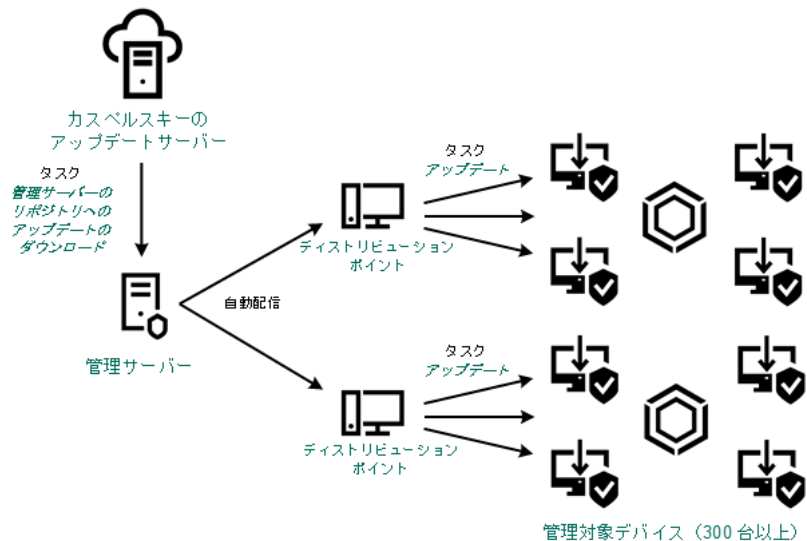 カスペルスキーの
アップデートサーバー
タスク
管理サーバーの
リポジトリへの
アップデートの
ダウンロード
管理サーバー
自動配信
ディストリビューション
ポイント
タスク
アップデート
ディストリビューション
ポイント
タスク
アップデート
管理対象デバイス（300 台以上）